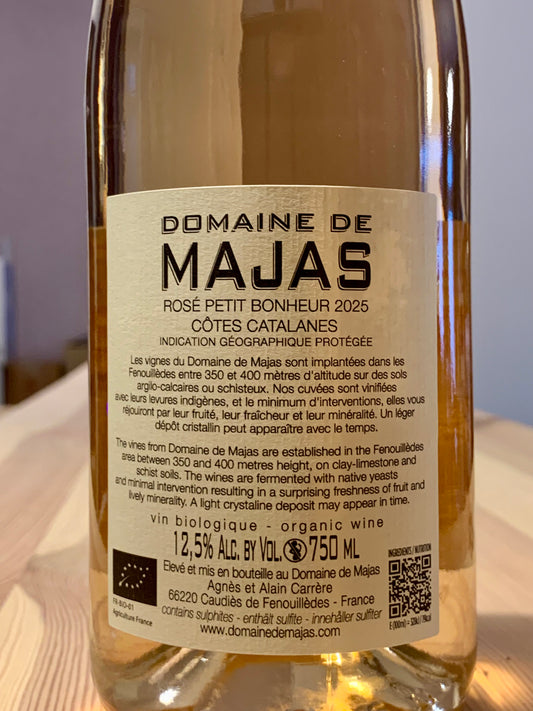 DOMAINE DE
MAJAS
ROSÉ PETIT BONHEUR 2025
CÔTES CATALANES
INDICATION GÉOGRAPHIQUE PROTÉGÉE
Les vignes du Domaine de Majas sont implantées dans les
Fenouillèdes entre 350 et 400 mètres d'altitude sur des sols
argilo-calcaires ou schisteux. Nos cuvées sont vinifiées
avec leurs levures indigènes, et le minimum d'interventions, elles vous
réjouiront par leur fruité, leur fraîcheur et leur minéralité. Un léger
dépôt cristallin peut apparaître avec le temps.
The vines from Domaine de Majas are established in the Fenouillèdes
area between 350 and 400 metres height, on clay-limestone and
schist soils. The wines are fermented with native yeasts
and minimal intervention resulting in a surprising freshness of fruit and
lively minerality. A light crystaline deposit may appear in time.
vin biologique - organic wine
12,5% ALC. BY VOL. 750 ML
Elevé et mis en bouteille au Domaine de Majas
Agnès et Alain Carrère
66220 Caudiès de Fenouillèdes - France
contains sulphites - enthält sulfite - innehåller sulfiter
www.domainedemajas.com
FR-BIO-01
Agriculture France
INGREDIENTS / NUTRITION
E (100ml) = 320kJ / 76kcal